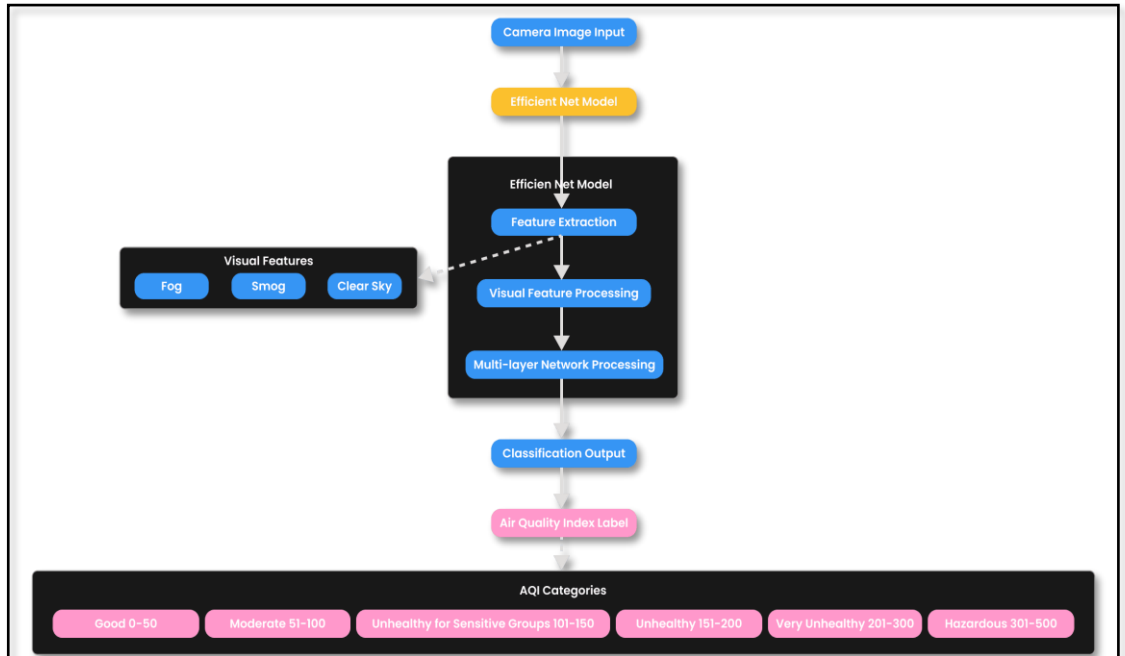 Camera Image Input
Efficient Net Model
Efficien Net Model
Feature Extraction
Visual Features
Fog
Smog
Clear Sky
Visual Feature Processing
Multi-layer Network Processing
Classification Output
Air Quality Index Label
AQI Categories
Good 0-50
Moderate 51-100
Unhealthy for Sensitive Groups 101-150
Unhealthy 151-200
Very Unhealthy 201-300
Hazardous 301-500